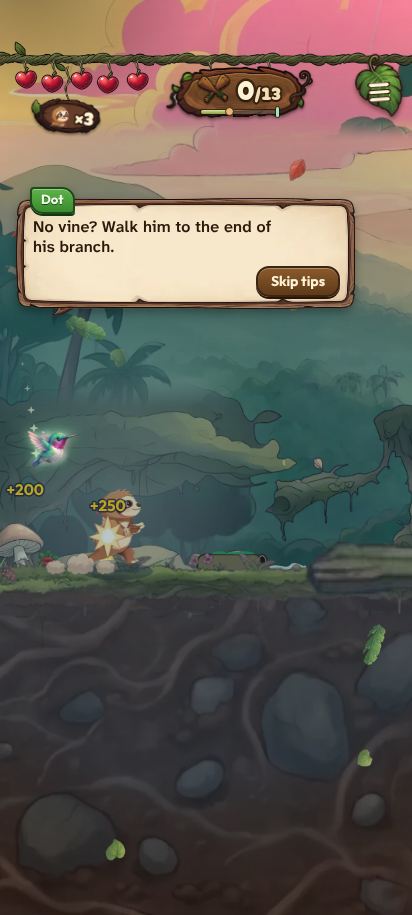 0/13
×3
Dot
No vine? Walk him to the end of
his branch.
Skip tips
+200
+250